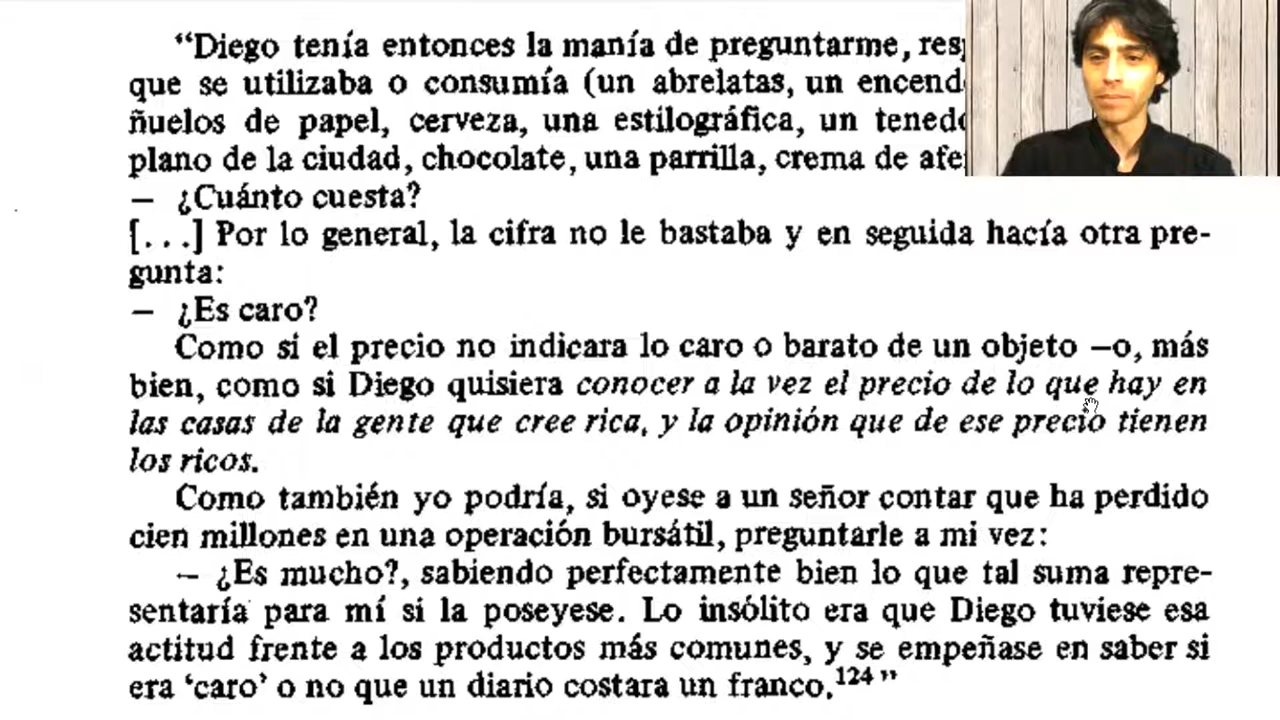 “Diego tenía entonces la manía de preguntarme,
que se utilizaba o consumía (un abrelatas, un
ñuelos de papel, cerveza, una estilográfica, un
plano de la ciudad, chocolate, una parrilla, crema de
— ¿Cuánto cuesta?
[...] Por lo general, la cifra no le bastaba y en seguida hacía otra pre-
gunta:
— ¿Es caro?
Como si el precio no indicara lo caro o barato de un objeto —o, más
bien, como si Diego quisiera conocer a la vez el precio de lo que hay en
las casas de la gente que cree rica, y la opinión que de ese precio tienen
los ricos.
Como también yo podría, si oyese a un señor contar que ha perdido
cien millones en una operación bursátil, preguntarle a mi vez:
— ¿Es mucho?, sabiendo perfectamente bien lo que tal suma repre-
sentaría para mí si la poseyese. Lo insólito era que Diego tuviese esa
actitud frente a los productos más comunes, y se empeñase en saber si
era ‘caro’ o no que un diario costara un franco.124”